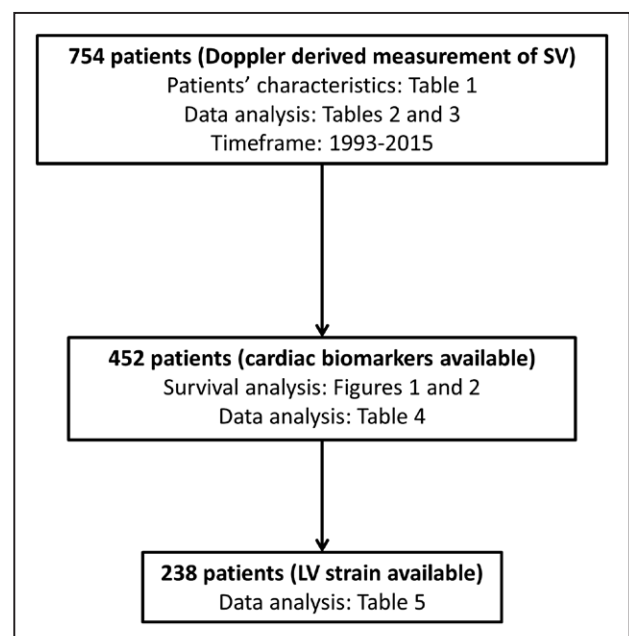 754 patients (Doppler derived measurement of SV)
Patients’ characteristics: Table 1
Data analysis: Tables 2 and 3
Timeframe: 1993-2015
452 patients (cardiac biomarkers available)
Survival analysis: Figures 1 and 2
Data analysis: Table 4
238 patients (LV strain available)
Data analysis: Table 5